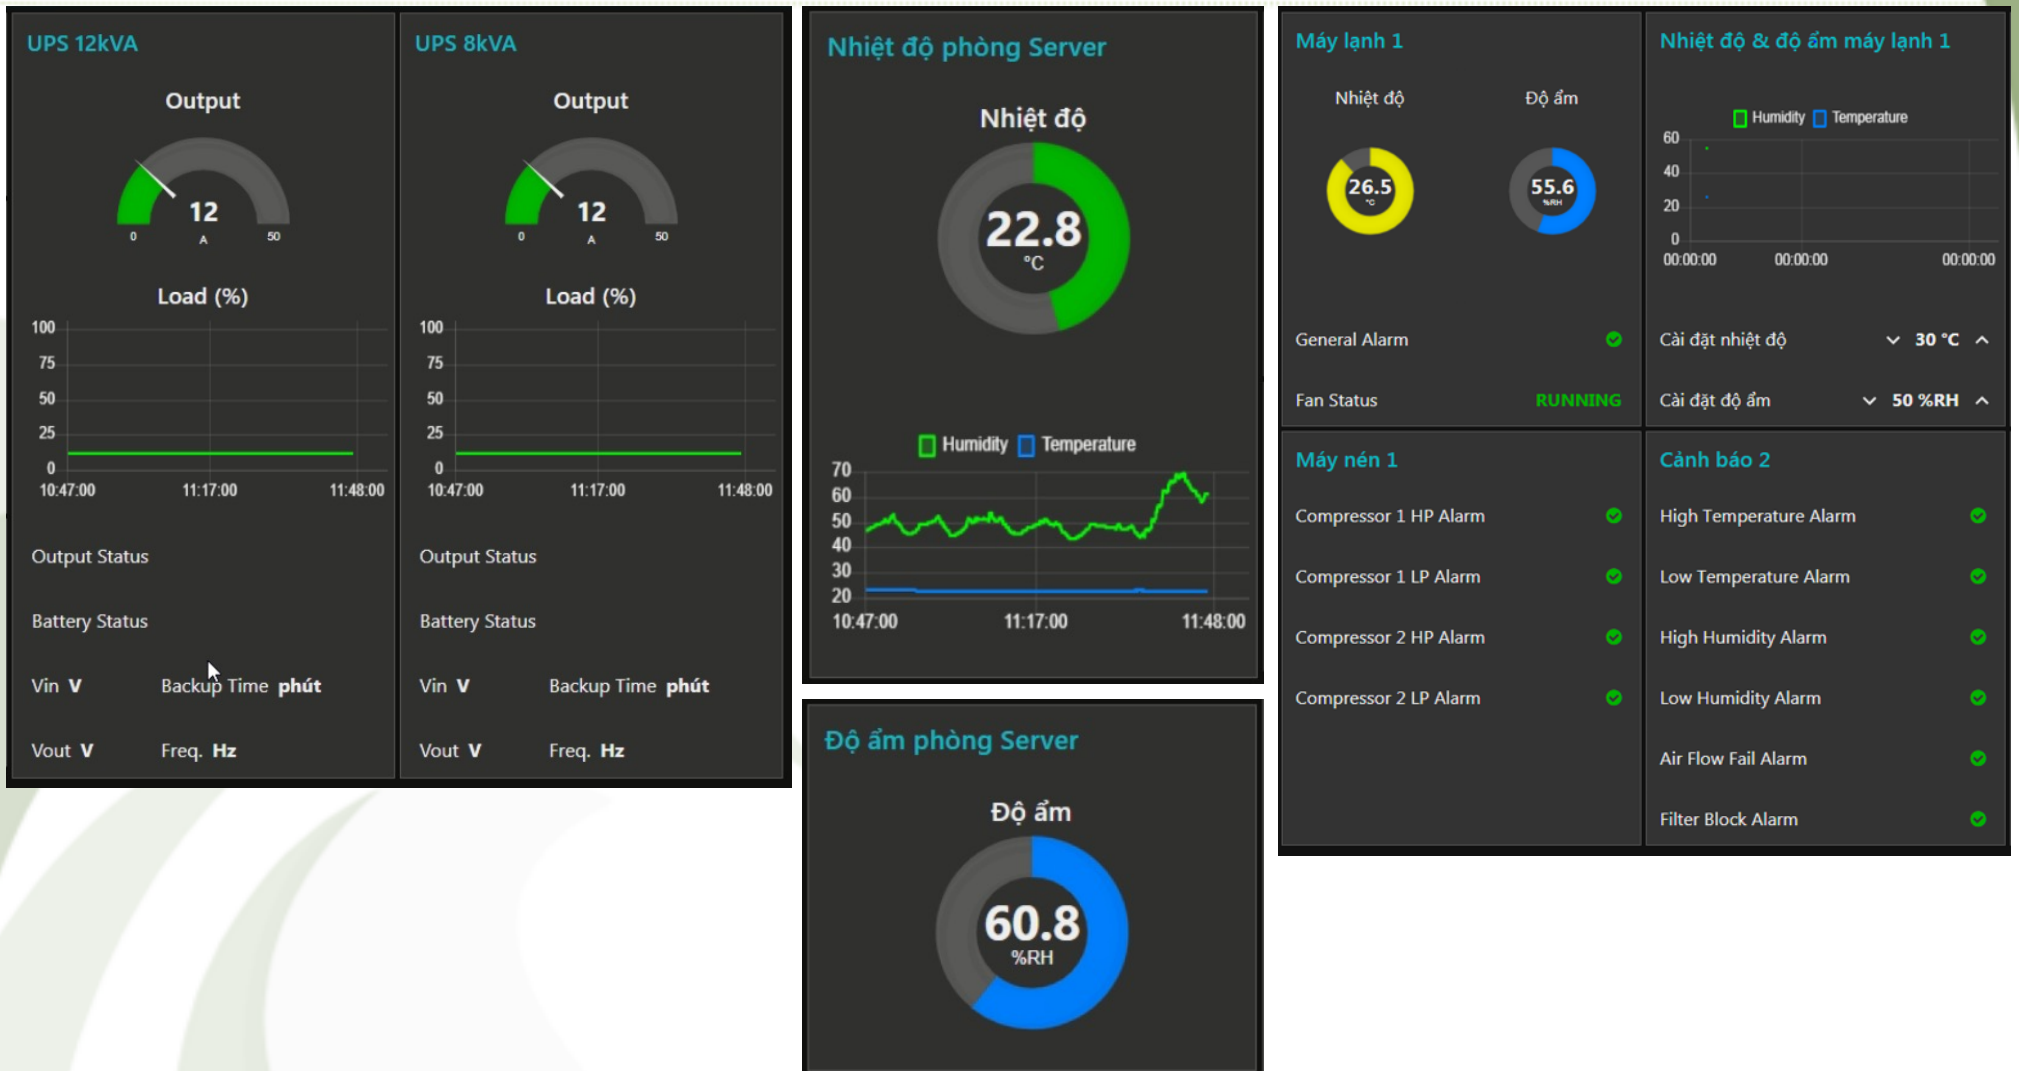 UPS 12kVA
Output
12
0 A 50
Load (%)
100
75
50
25
0
10:47:00 11:17:00 11:48:00
Output Status
Battery Status
Vin V Backup Time phút
Vout V Freq. Hz
UPS 8kVA
Output
12
0 A 50
Load (%)
100
75
50
25
0
10:47:00 11:17:00 11:48:00
Output Status
Battery Status
Vin V Backup Time phút
Vout V Freq. Hz
Nhiệt độ phòng Server
Nhiệt độ
22.8
°C
Humidity Temperature
70
60
50
40
30
20
10:47:00 11:17:00 11:48:00
Độ ẩm phòng Server
Độ ẩm
60.8
%RH
Máy lạnh 1
Nhiệt độ Độ ẩm
26.5 55.6
°C %RH
General Alarm
Fan Status RUNNING
Nhiệt độ & độ ẩm máy lạnh 1
Humidity Temperature
60
40
20
0
00:00:00 00:00:00 00:00:00
Cài đặt nhiệt độ 30 °C
Cài đặt độ ẩm 50 %RH
Máy nén 1
Compressor 1 HP Alarm
Compressor 1 LP Alarm
Compressor 2 HP Alarm
Compressor 2 LP Alarm
Cảnh báo 2
High Temperature Alarm
Low Temperature Alarm
High Humidity Alarm
Low Humidity Alarm
Air Flow Fail Alarm
Filter Block Alarm